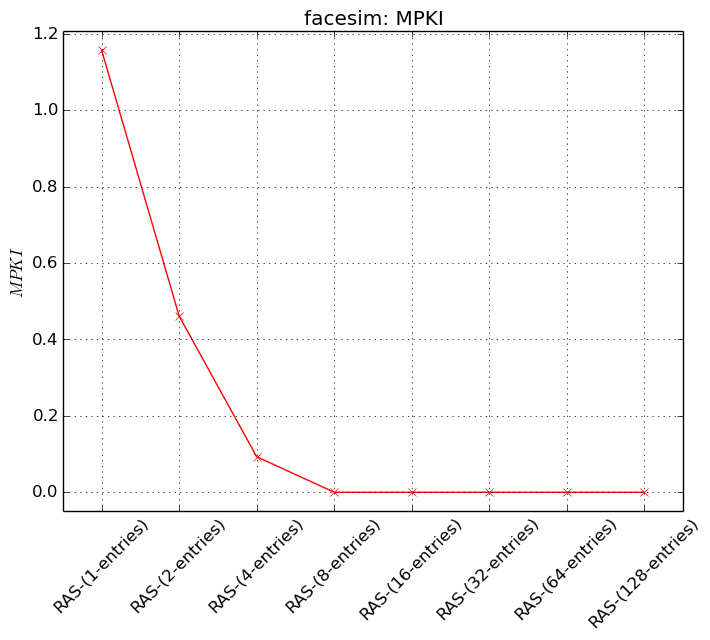 facesim: MPKI
MPKI
1.2
1.0
0.8
0.6
0.4
0.2
0.0
RAS-(1-entries)
RAS-(2-entries)
RAS-(4-entries)
RAS-(8-entries)
RAS-(16-entries)
RAS-(32-entries)
RAS-(64-entries)
RAS-(128-entries)